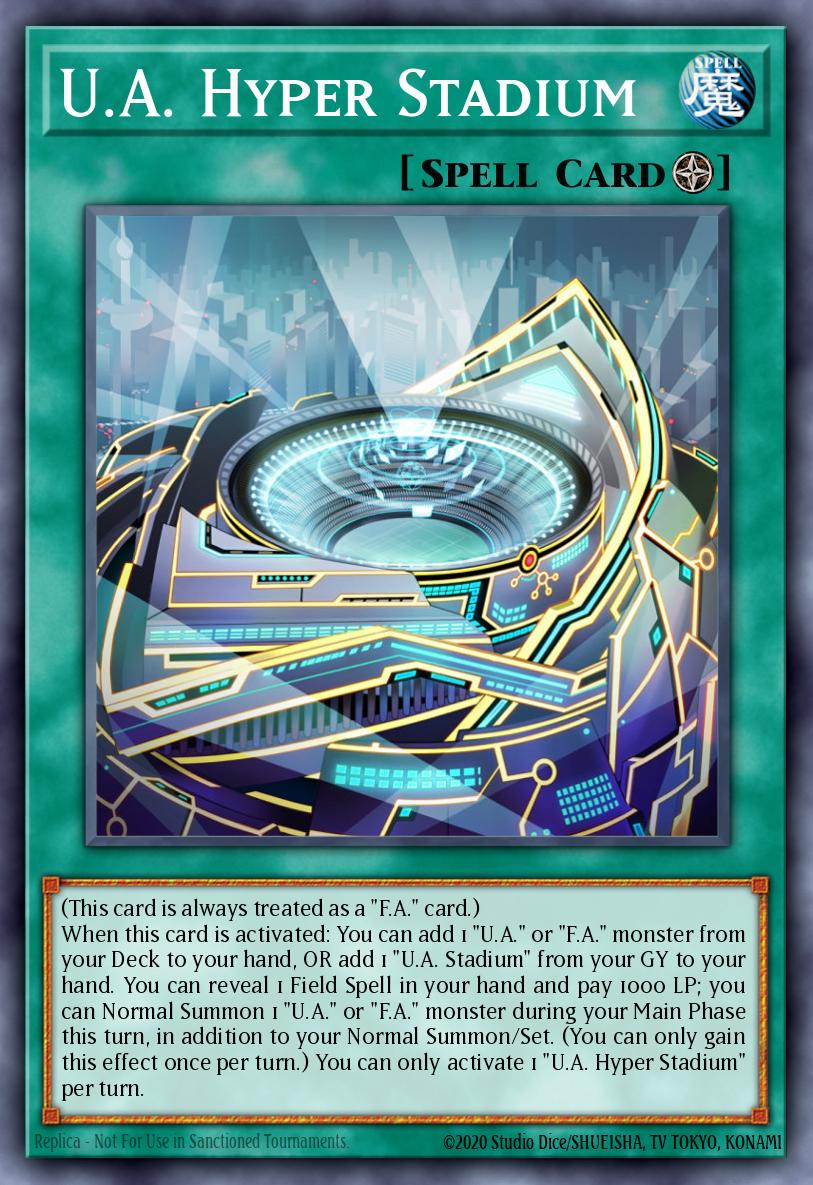 U.A. Hyper Stadium
SPELL
魔
[Spell Card]
(This card is always treated as a "F.A." card.)
When this card is activated: You can add 1 "U.A." or "F.A." monster from
your Deck to your hand, OR add 1 "U.A. Stadium" from your GY to your
hand. You can reveal 1 Field Spell in your hand and pay 1000 LP; you
can Normal Summon 1 "U.A." or "F.A." monster during your Main Phase
this turn, in addition to your Normal Summon/Set. (You can only gain
this effect once per turn.) You can only activate 1 "U.A. Hyper Stadium"
per turn.
Replica - Not For Use in Sanctioned Tournaments.
©2020 Studio Dice/SHUEISHA, TV TOKYO, KONAMI